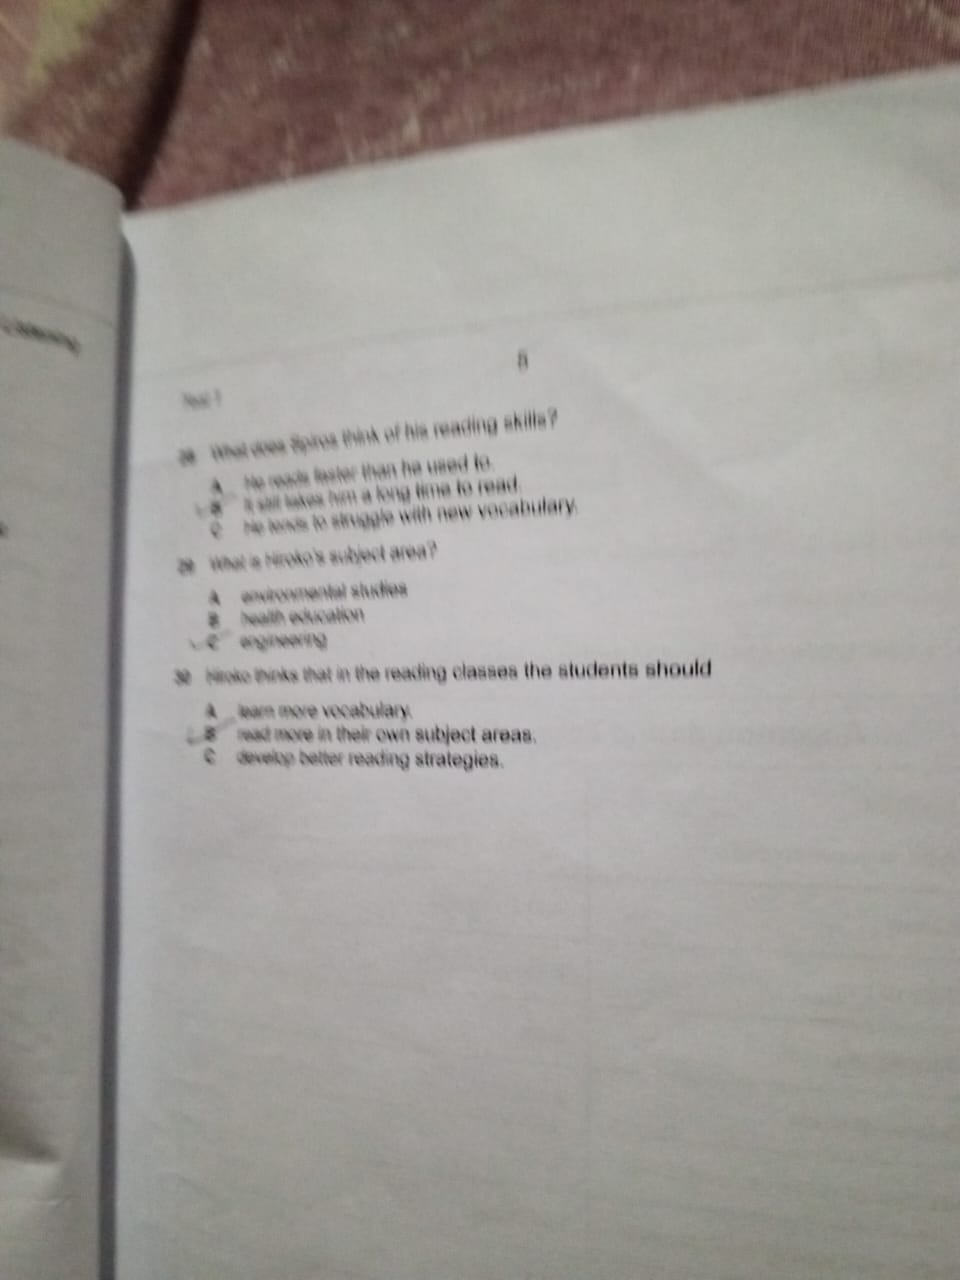 Test 1
28 What does Spiros think of his reading skills?
A He reads faster than he used to.
B It still takes him a long time to read.
C He tends to struggle with new vocabulary.
29 What is Hiroko's subject area?
A environmental studies
B health education
C engineering
30 Hiroko thinks that in the reading classes the students should
A learn more vocabulary.
B read more in their own subject areas.
C develop better reading strategies.